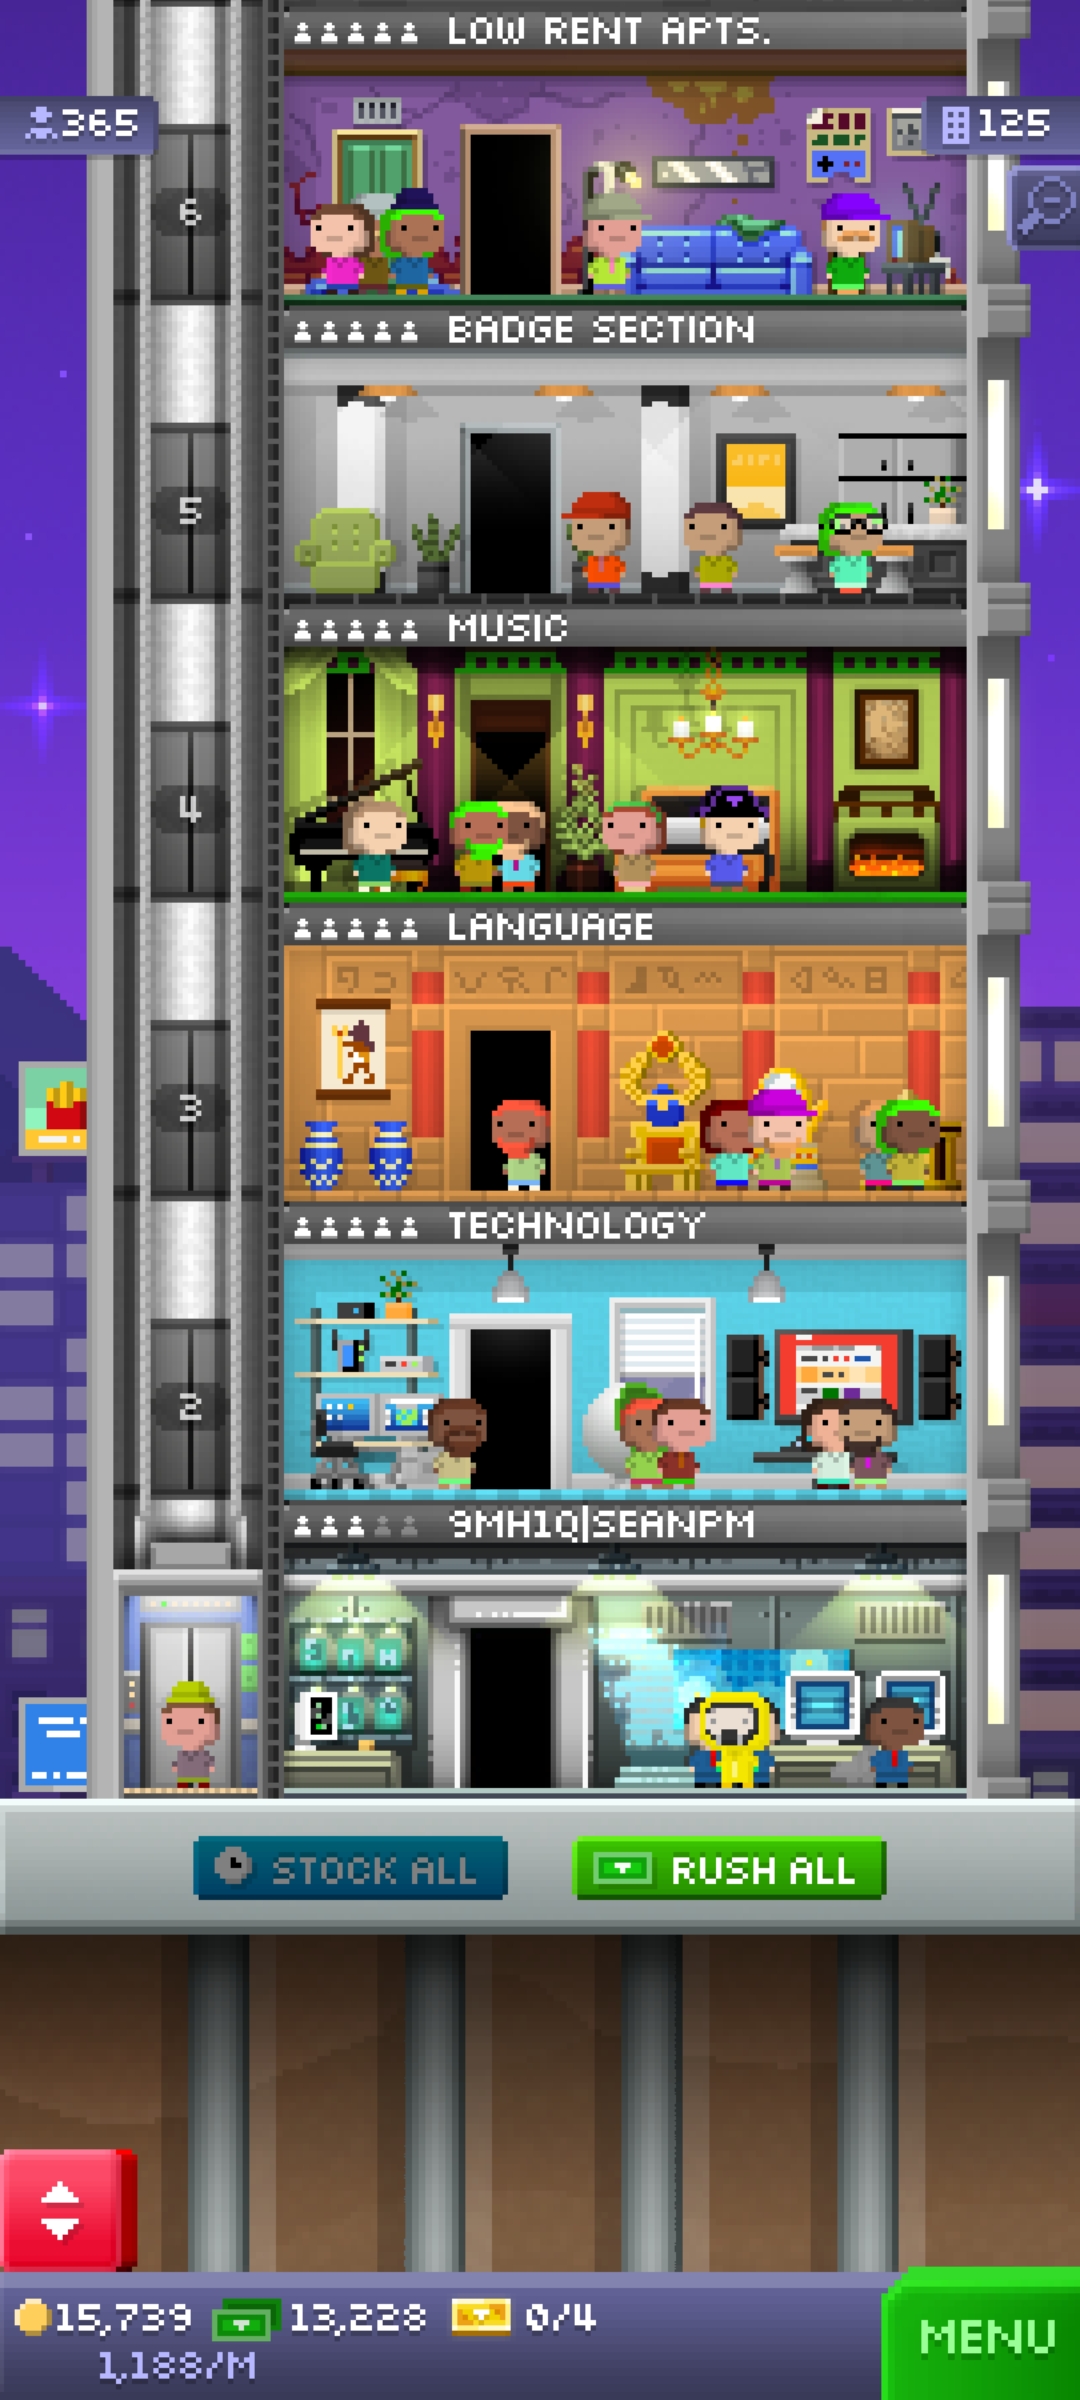 LOW RENT APTS.
365
125
6
BADGE SECTION
5
MUSIC
4
LANGUAGE
3
TECHNOLOGY
2
9MH1Q|SEANPM
STOCK ALL
RUSH ALL
15,739
13,228
0/4
1,188/M
MENU